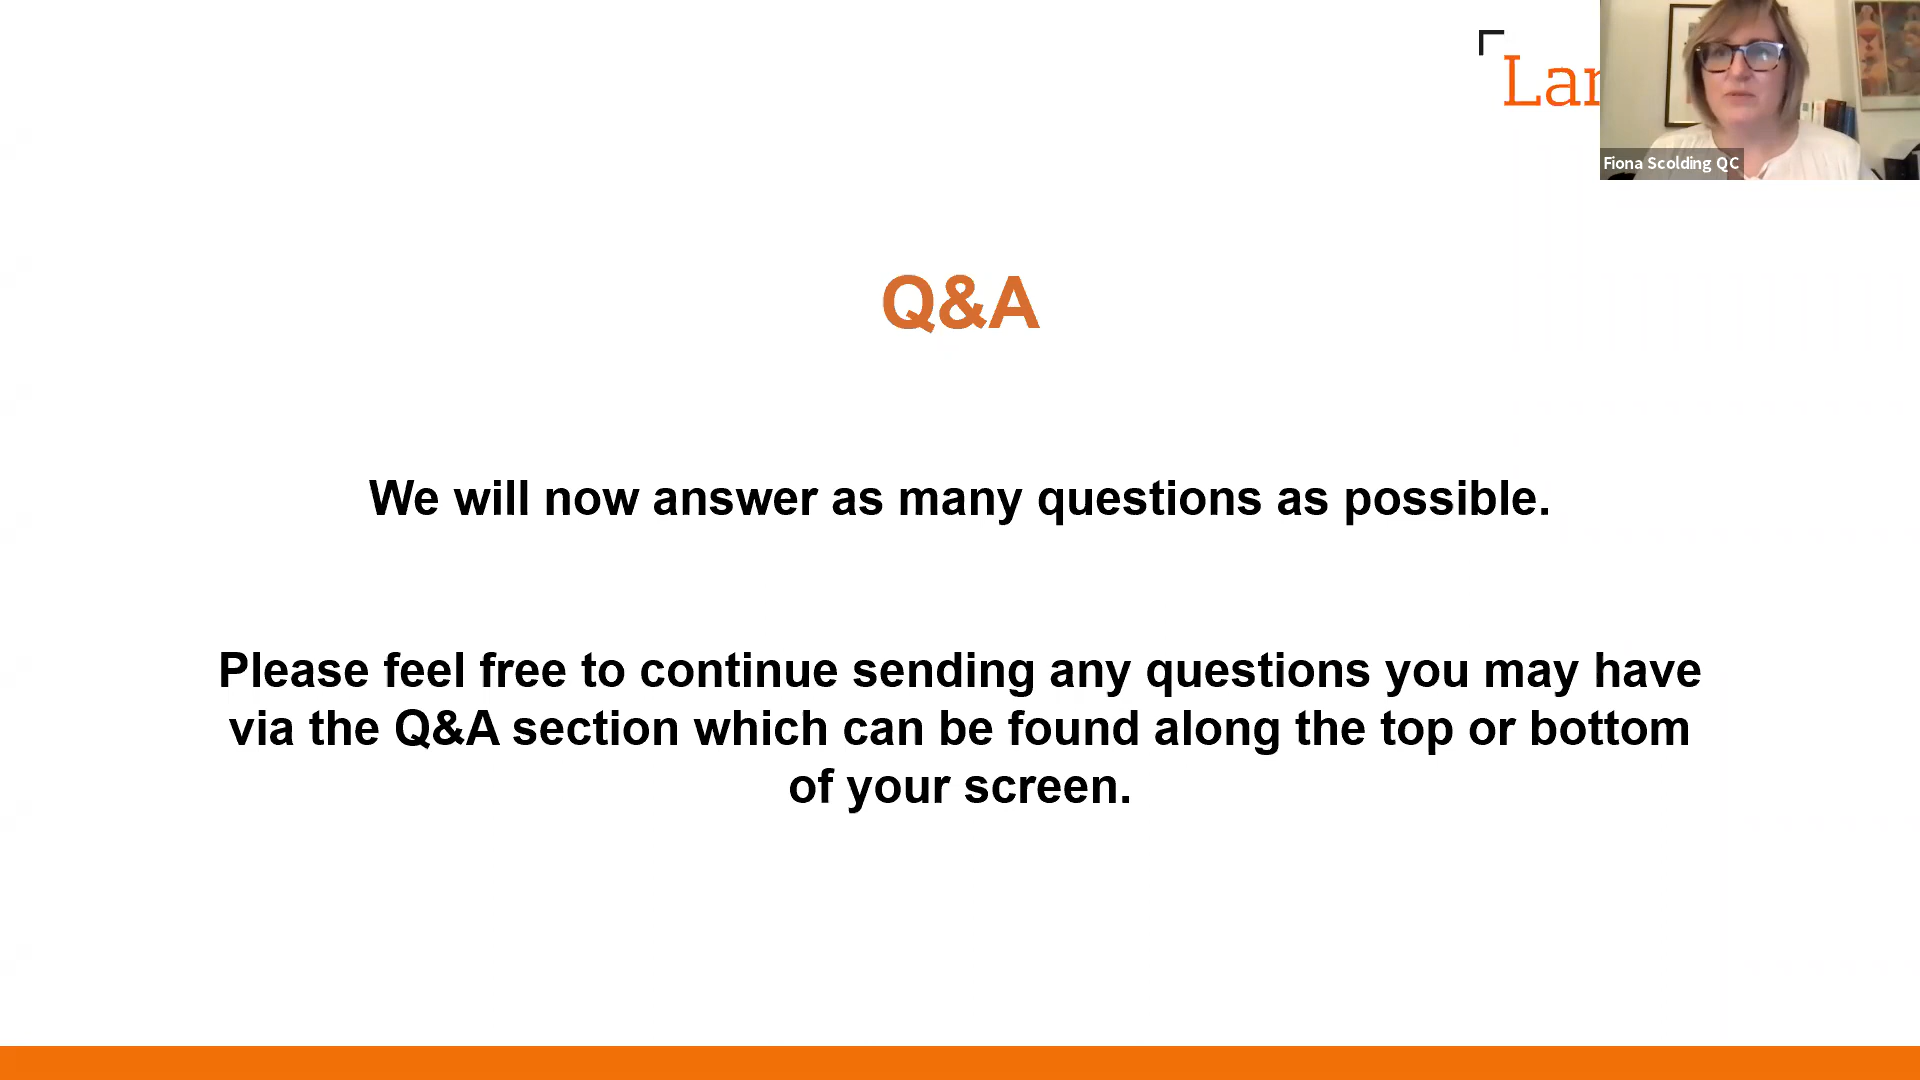 Lar
Fiona Scolding QC
Q&A
We will now answer as many questions as possible.
Please feel free to continue sending any questions you may have
via the Q&A section which can be found along the top or bottom
of your screen.